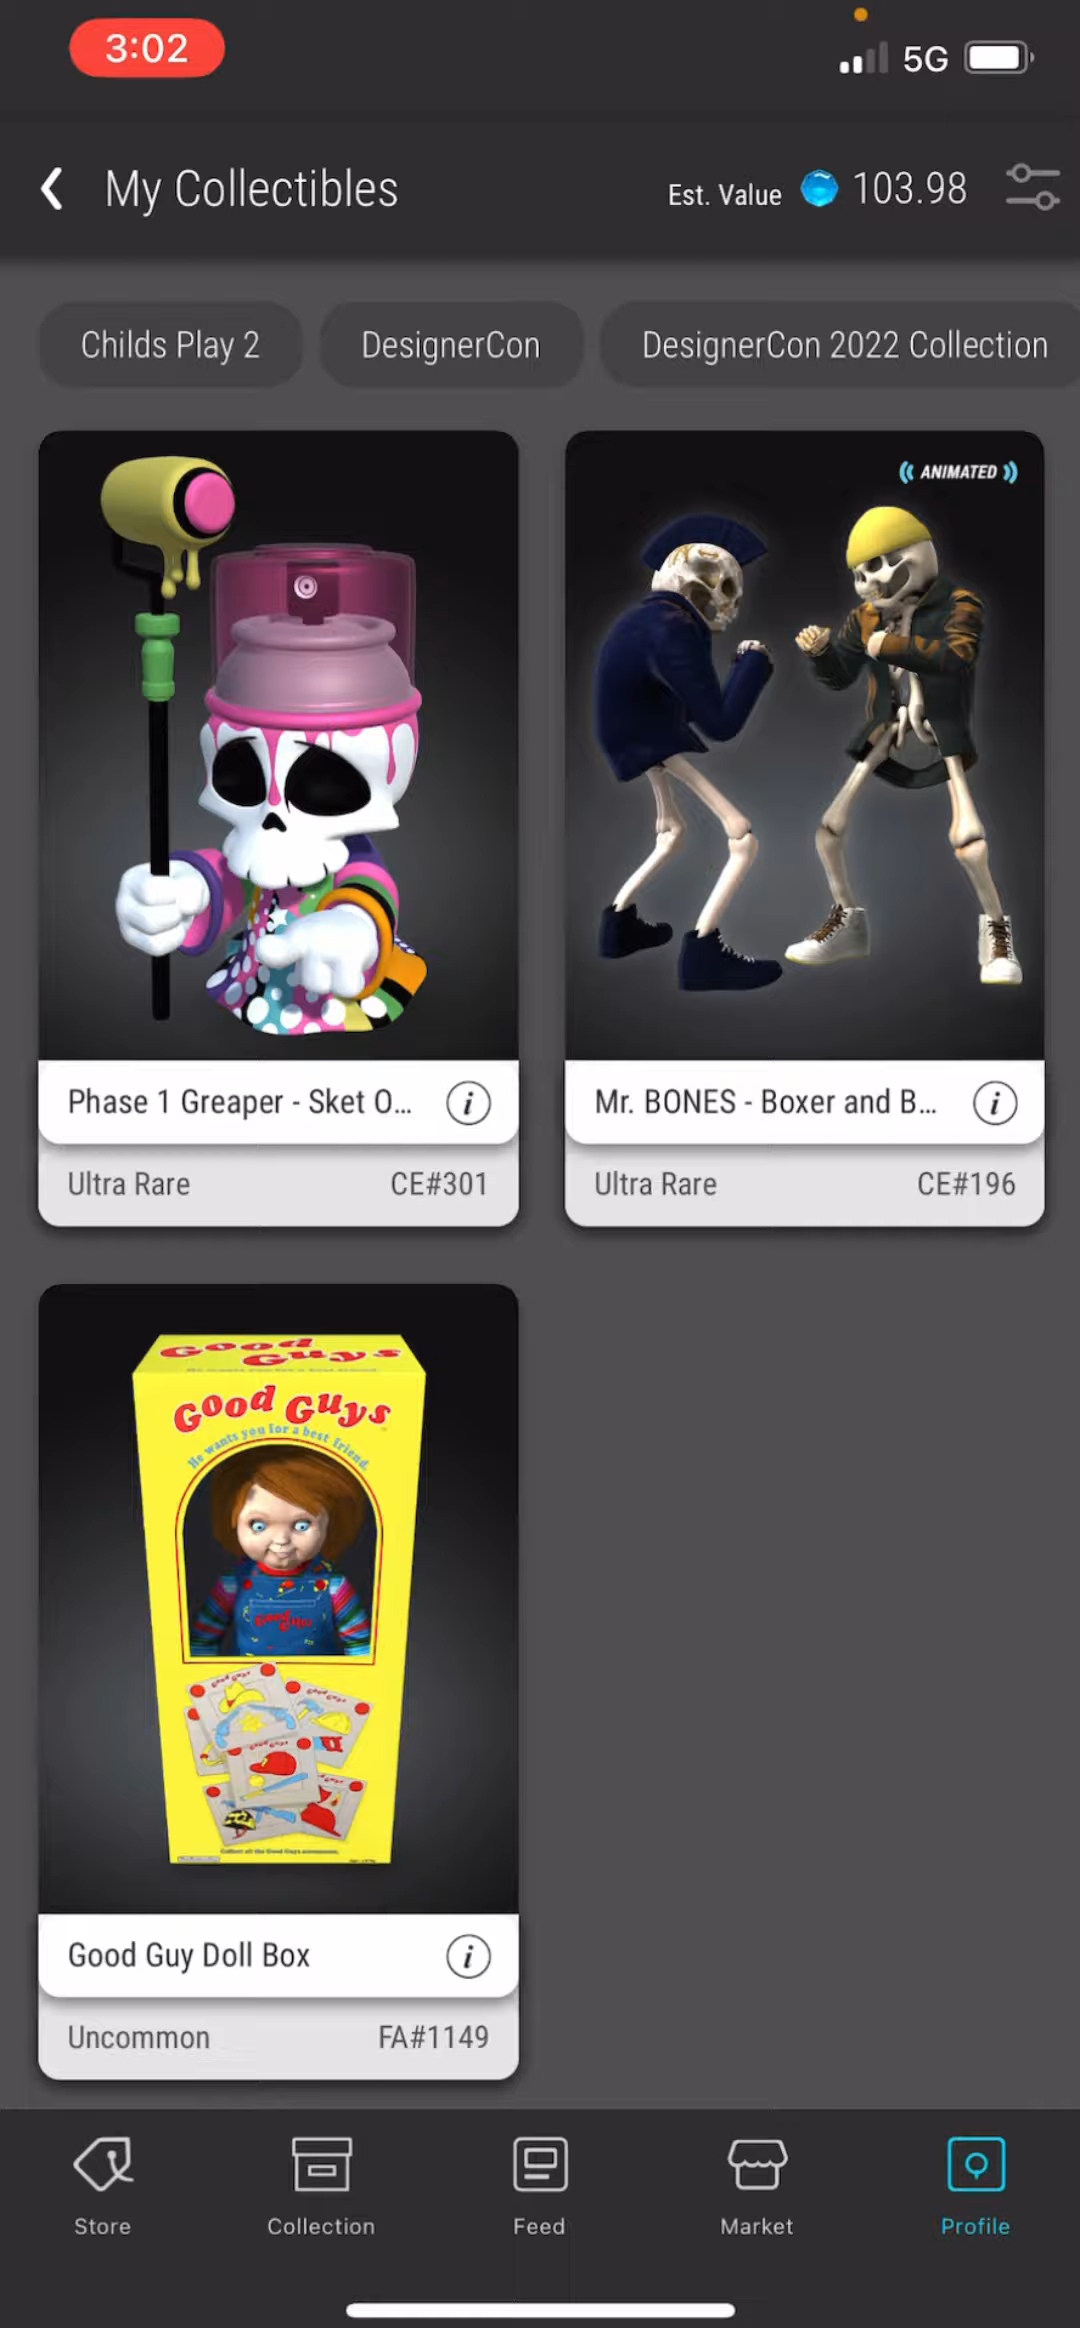 3:02
5G
My Collectibles
Est. Value 103.98
Childs Play 2
DesignerCon
DesignerCon 2022 Collection
ANIMATED
Phase 1 Greaper - Sket O...
Ultra Rare CE#301
Mr. BONES - Boxer and B...
Ultra Rare CE#196
Good Guys
Good Guys
He wants you for a best friend.
Good Guys
Good Guy Doll Box
Uncommon FA#1149
Store
Collection
Feed
Market
Profile